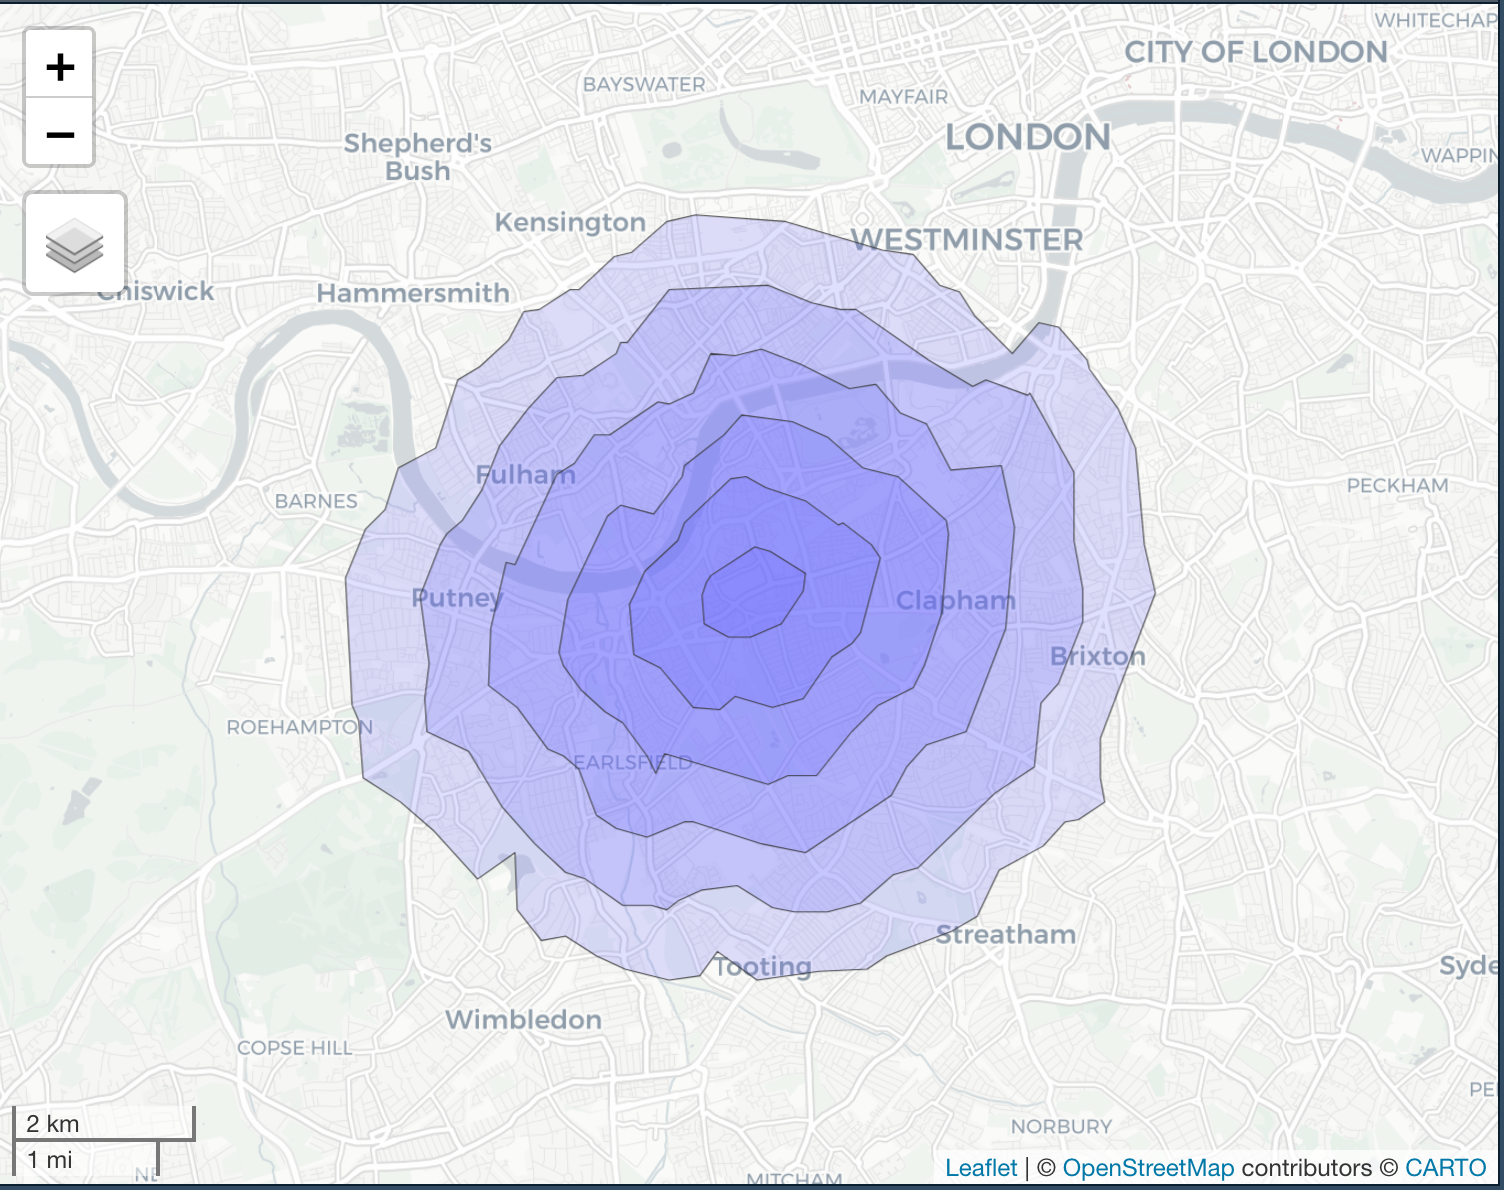 WHITECHAP
CITY OF LONDON
BAYSWATER
MAYFAIR
LONDON
Shepherd's
Bush
WAPPIN
Kensington
WESTMINSTER
Chiswick
Hammersmith
Fulham
PECKHAM
BARNES
Putney
Clapham
Brixton
ROEHAMPTON
EARLSFIELD
Streatham
Tooting
Syde
Wimbledon
COPSE HILL
PE
2 km
NORBURY
1 mi
NE
MITCHAM
Leaflet | © OpenStreetMap contributors © CARTO